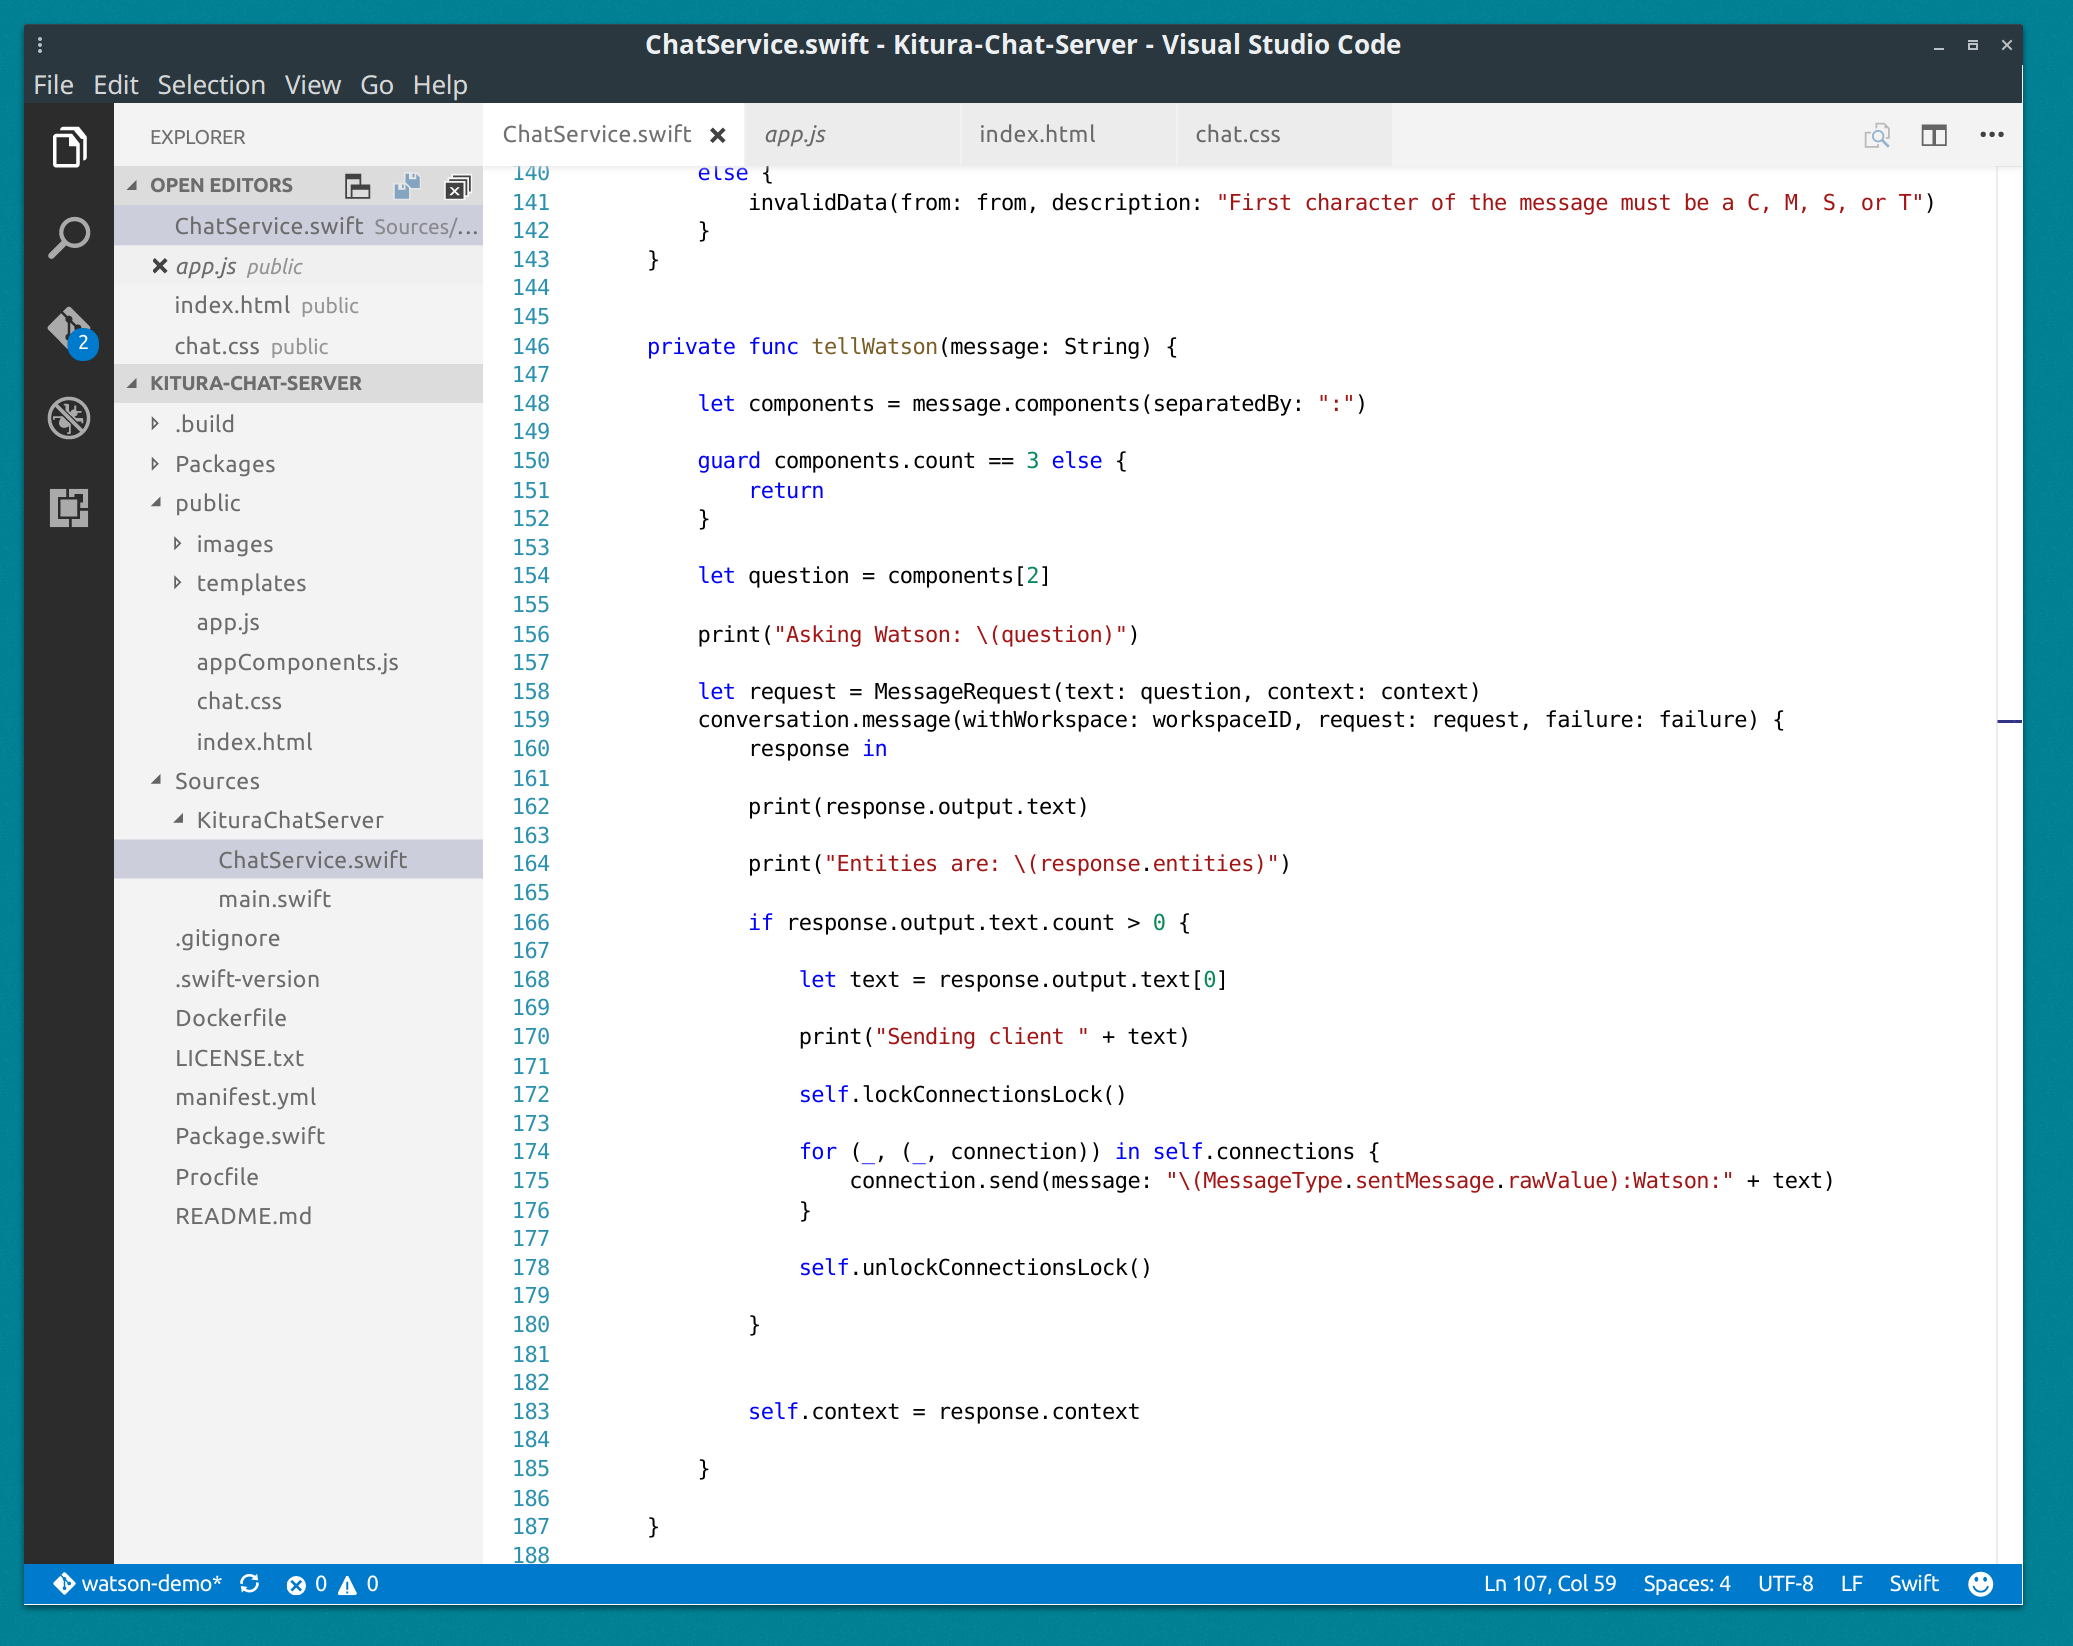 ChatService.swift - Kitura-Chat-Server - Visual Studio Code
File Edit Selection View Go Help
EXPLORER
OPEN EDITORS
ChatService.swift Sources/...
app.js public
index.html public
chat.css public
KITURA-CHAT-SERVER
.build
Packages
public
images
templates
app.js
appComponents.js
chat.css
index.html
Sources
KituraChatServer
ChatService.swift
main.swift
.gitignore
.swift-version
Dockerfile
LICENSE.txt
manifest.yml
Package.swift
Procfile
README.md
2
ChatService.swift app.js index.html chat.css
140 else {
141 invalidData(from: from, description: "First character of the message must be a C, M, S, or T")
142 }
143 }
144
145
146 private func tellWatson(message: String) {
147
148 let components = message.components(separatedBy: ":")
149
150 guard components.count == 3 else {
151 return
152 }
153
154 let question = components[2]
155
156 print("Asking Watson: \(question)")
157
158 let request = MessageRequest(text: question, context: context)
159 conversation.message(withWorkspace: workspaceID, request: request, failure: failure) {
160 response in
161
162 print(response.output.text)
163
164 print("Entities are: \(response.entities)")
165
166 if response.output.text.count > 0 {
167
168 let text = response.output.text[0]
169
170 print("Sending client " + text)
171
172 self.lockConnectionsLock()
173
174 for (_, (_, connection)) in self.connections {
175 connection.send(message: "\(MessageType.sentMessage.rawValue):Watson:" + text)
176 }
177
178 self.unlockConnectionsLock()
179
180 }
181
182
183 self.context = response.context
184
185 }
186
187 }
188
watson-demo* 0 0 Ln 107, Col 59 Spaces: 4 UTF-8 LF Swift